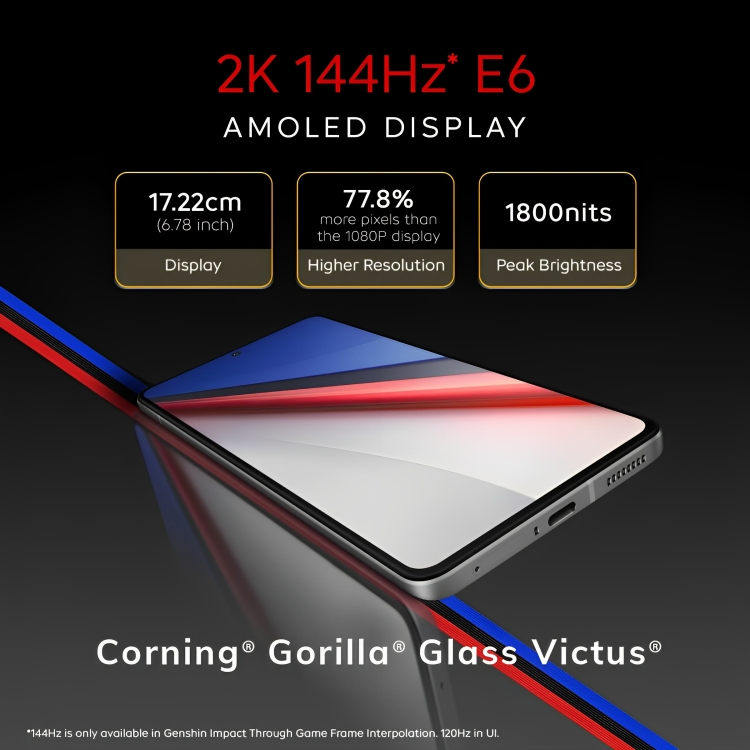 2K 144Hz* E6
AMOLED DISPLAY
17.22cm
(6.78 inch)
Display
77.8%
more pixels than
the 1080P display
Higher Resolution
1800nits
Peak Brightness
Corning® Gorilla® Glass Victus®
*144Hz is only available in Genshin Impact Through Game Frame Interpolation. 120Hz in UI.